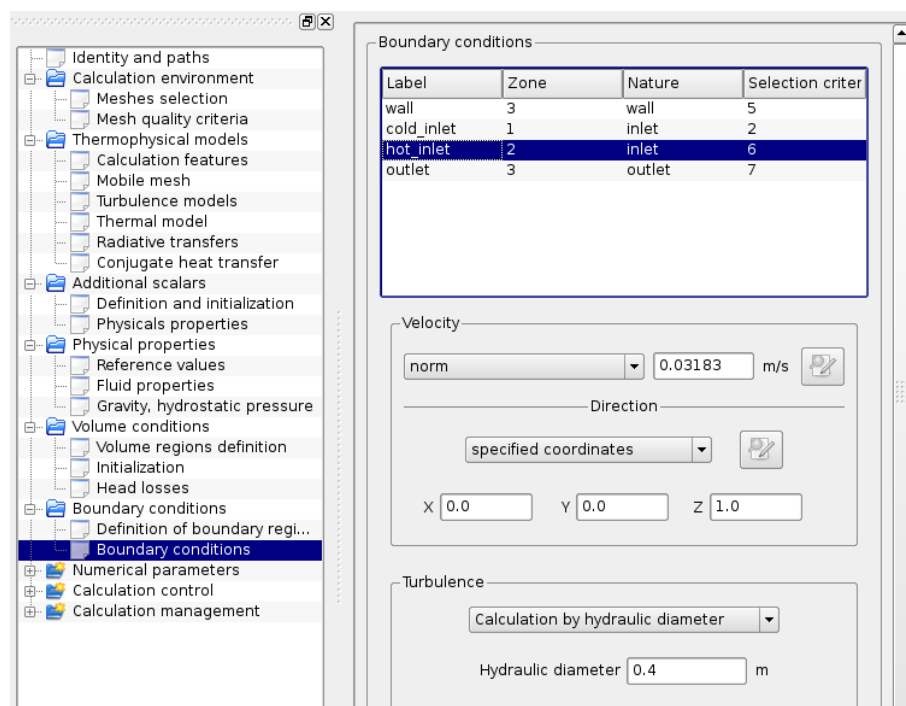 Identity and paths
Calculation environment
Meshes selection
Mesh quality criteria
Thermophysical models
Calculation features
Mobile mesh
Turbulence models
Thermal model
Radiative transfers
Conjugate heat transfer
Additional scalars
Definition and initialization
Physicals properties
Physical properties
Reference values
Fluid properties
Gravity, hydrostatic pressure
Volume conditions
Volume regions definition
Initialization
Head losses
Boundary conditions
Definition of boundary regi...
Boundary conditions
Numerical parameters
Calculation control
Calculation management
Boundary conditions
Label Zone Nature Selection criter
wall 3 wall 5
cold_inlet 1 inlet 2
hot_inlet 2 inlet 6
outlet 3 outlet 7
Velocity
norm 0.03183 m/s
Direction
specified coordinates
X 0.0 Y 0.0 Z 1.0
Turbulence
Calculation by hydraulic diameter
Hydraulic diameter 0.4 m